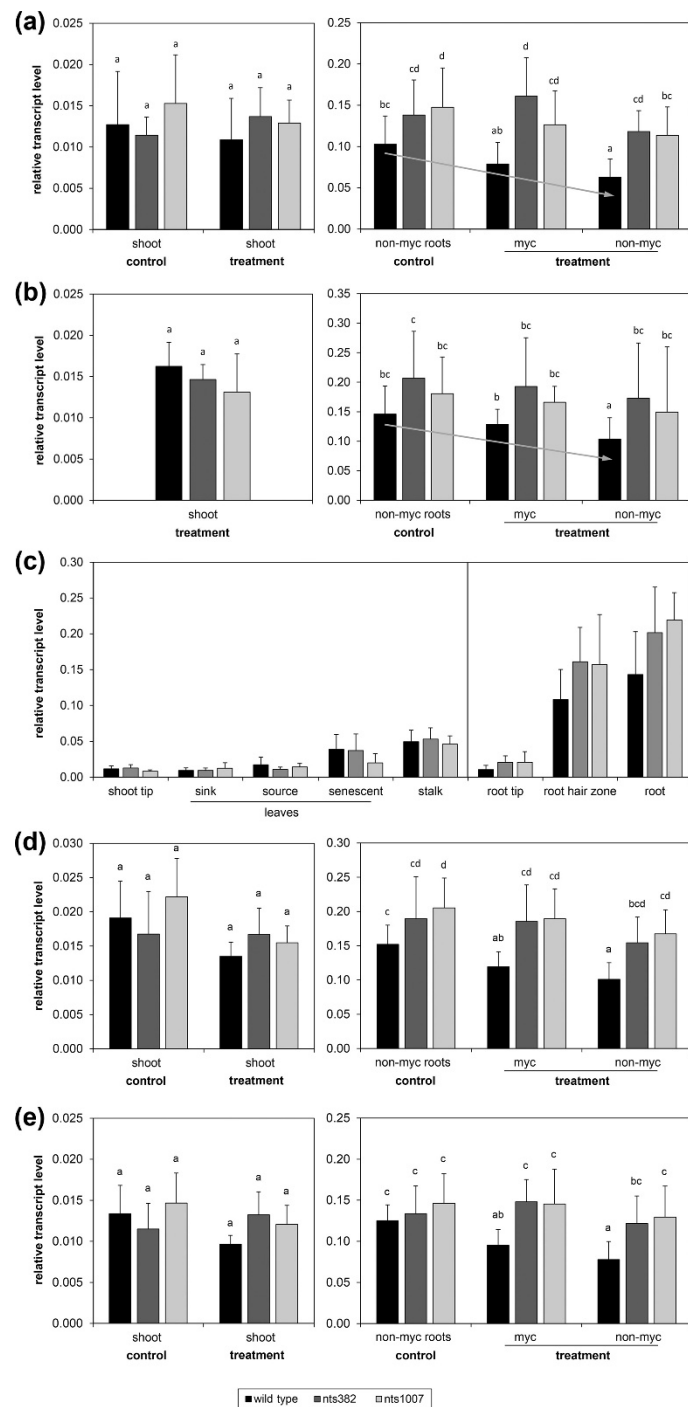 (a)
relative transcript level
0.025
0.020
0.015
0.010
0.005
0.000
a a a a a a
shoot shoot
control treatment
0.25
0.20
0.15
0.10
0.05
0.00
bc cd d ab d cd a cd bc
non-myc roots myc non-myc
control treatment
(b)
relative transcript level
0.025
0.020
0.015
0.010
0.005
0.000
a a a
shoot
treatment
0.35
0.30
0.25
0.20
0.15
0.10
0.05
0.00
bc c bc b bc bc a bc bc
non-myc roots myc non-myc
control treatment
(c)
relative transcript level
0.30
0.25
0.20
0.15
0.10
0.05
0.00
shoot tip sink source senescent stalk root tip root hair zone root
leaves
(d)
relative transcript level
0.030
0.025
0.020
0.015
0.010
0.005
0.000
a a a a a a
shoot shoot
control treatment
0.30
0.25
0.20
0.15
0.10
0.05
0.00
c cd d ab cd cd a bcd cd
non-myc roots myc non-myc
control treatment
(e)
relative transcript level
0.025
0.020
0.015
0.010
0.005
0.000
a a a a a a
shoot shoot
control treatment
0.25
0.20
0.15
0.10
0.05
0.00
c c c ab c c a bc c
non-myc roots myc non-myc
control treatment
wild type nts382 nts1007